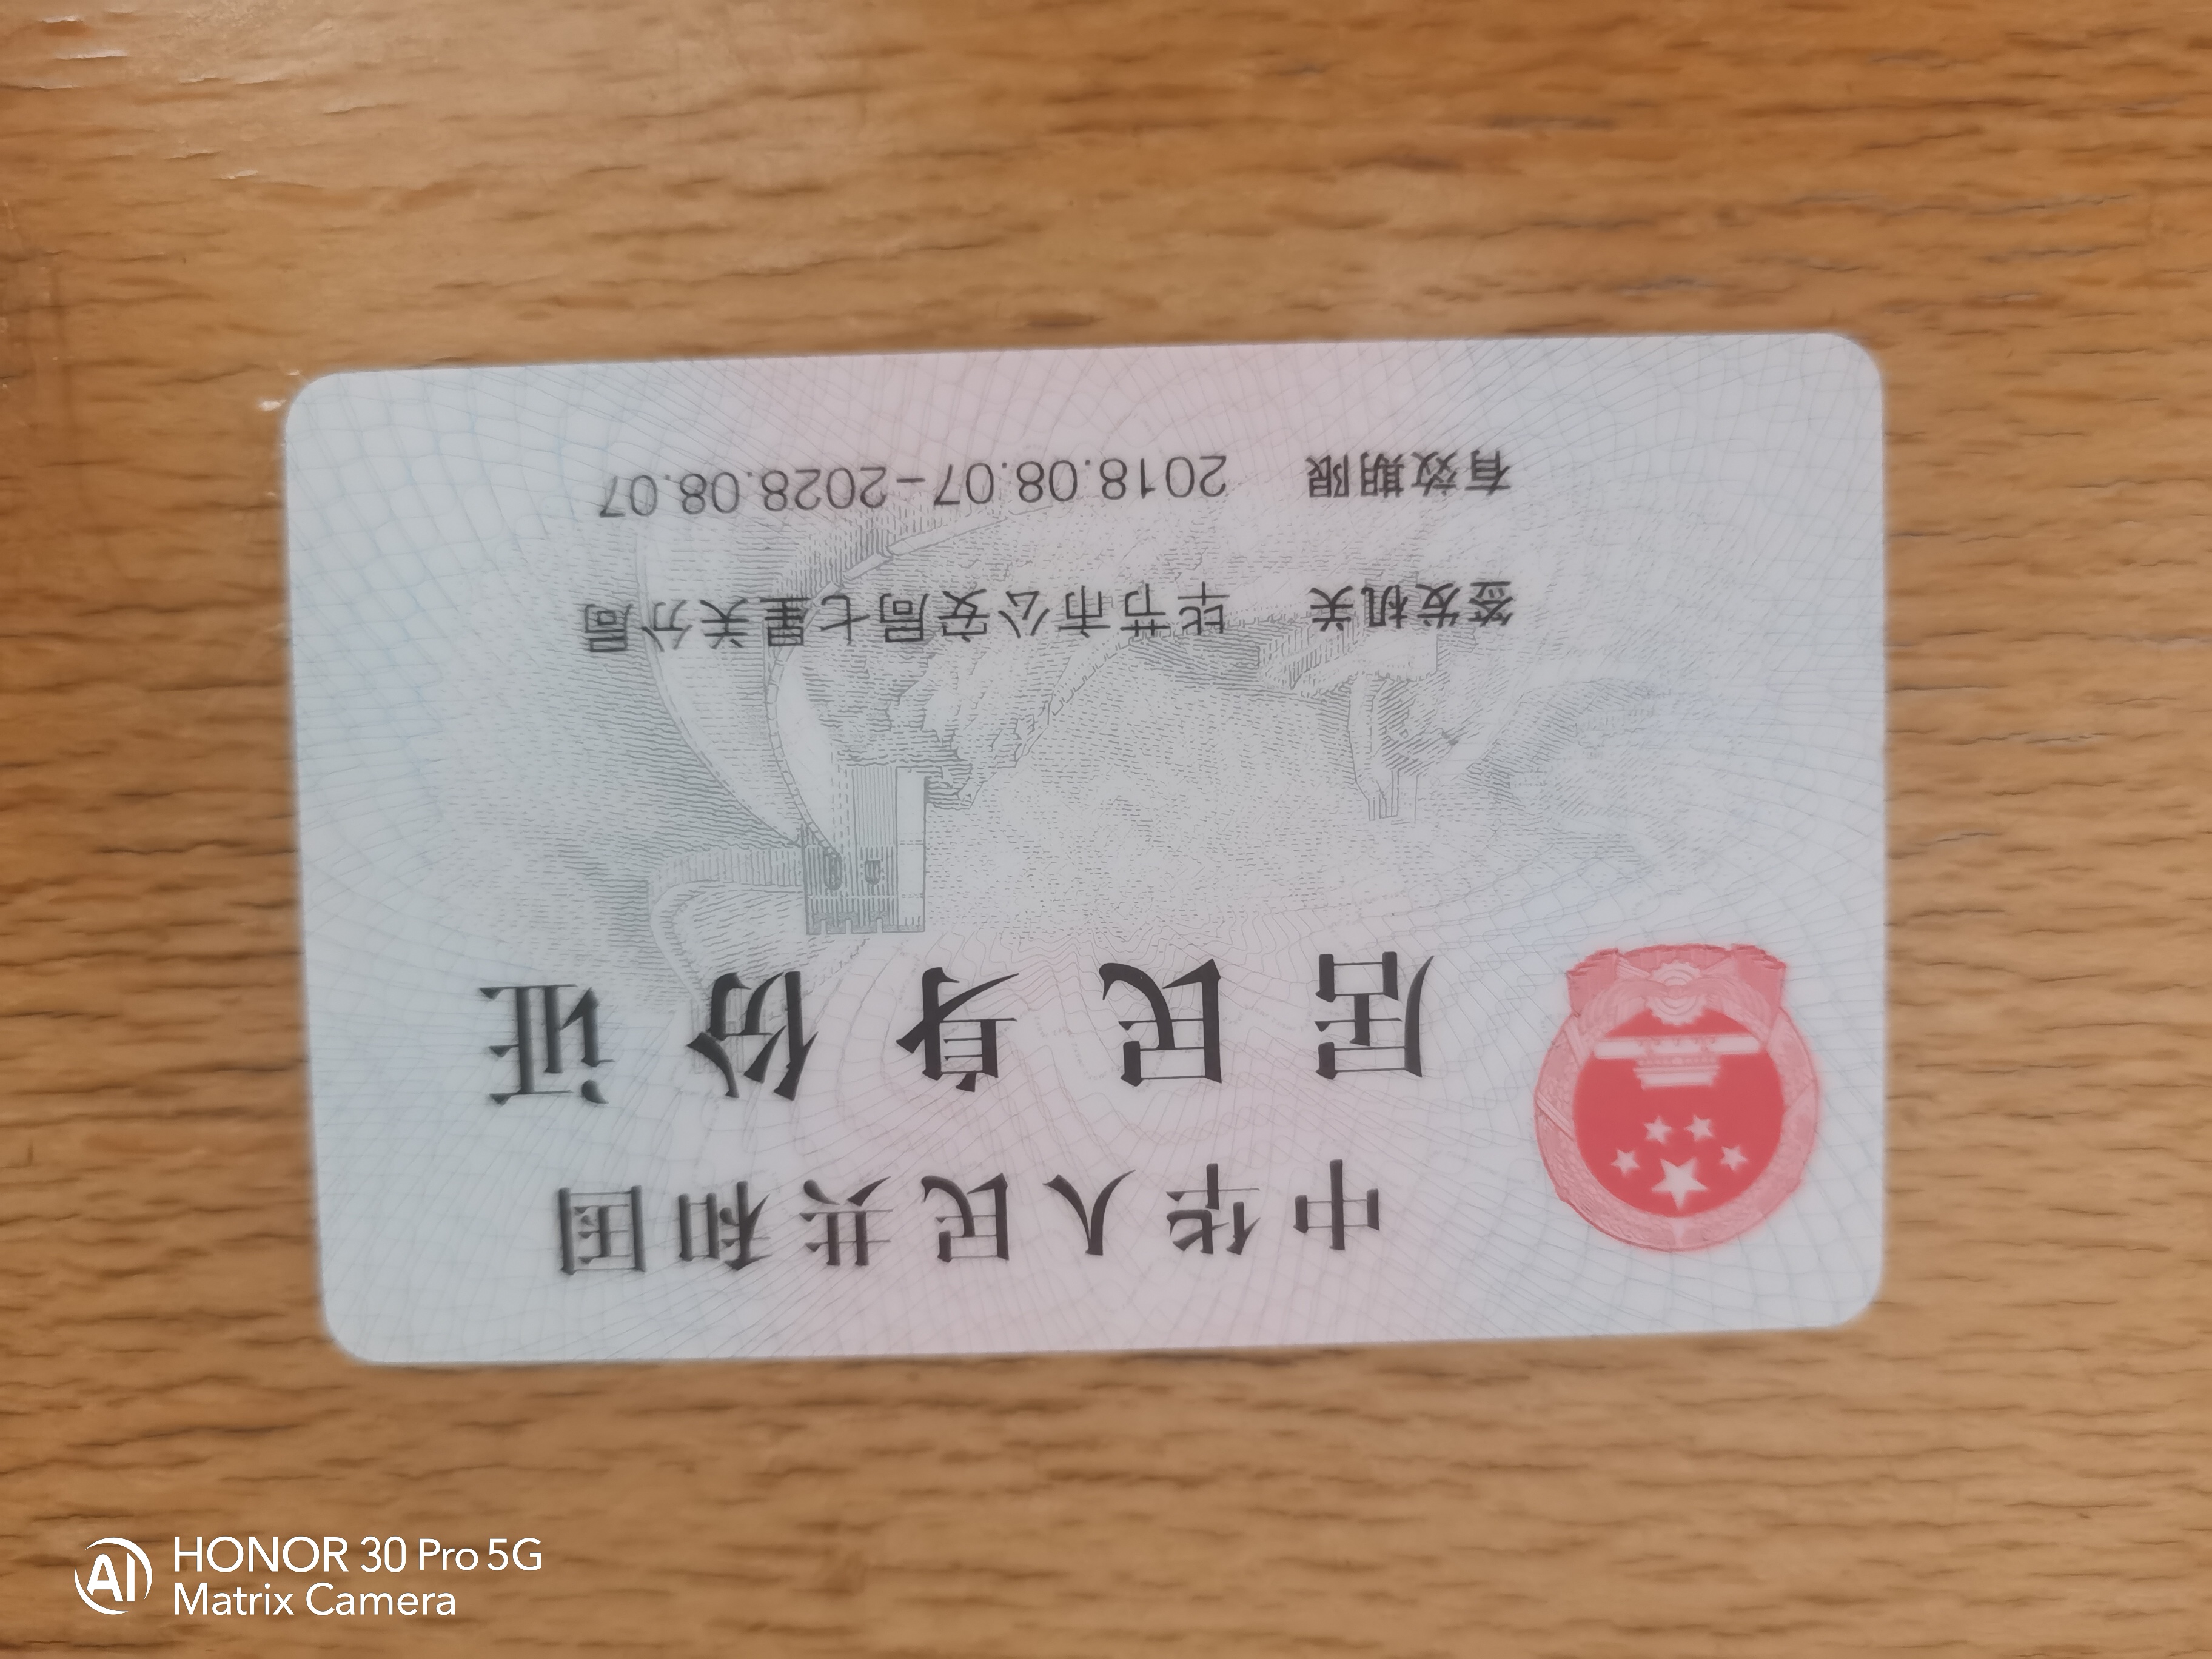 中华人民共和国
居民身份证
签发机关 毕节市公安局七星关分局
有效期限 2018.08.07-2028.08.07
AI HONOR 30 Pro 5G
Matrix Camera